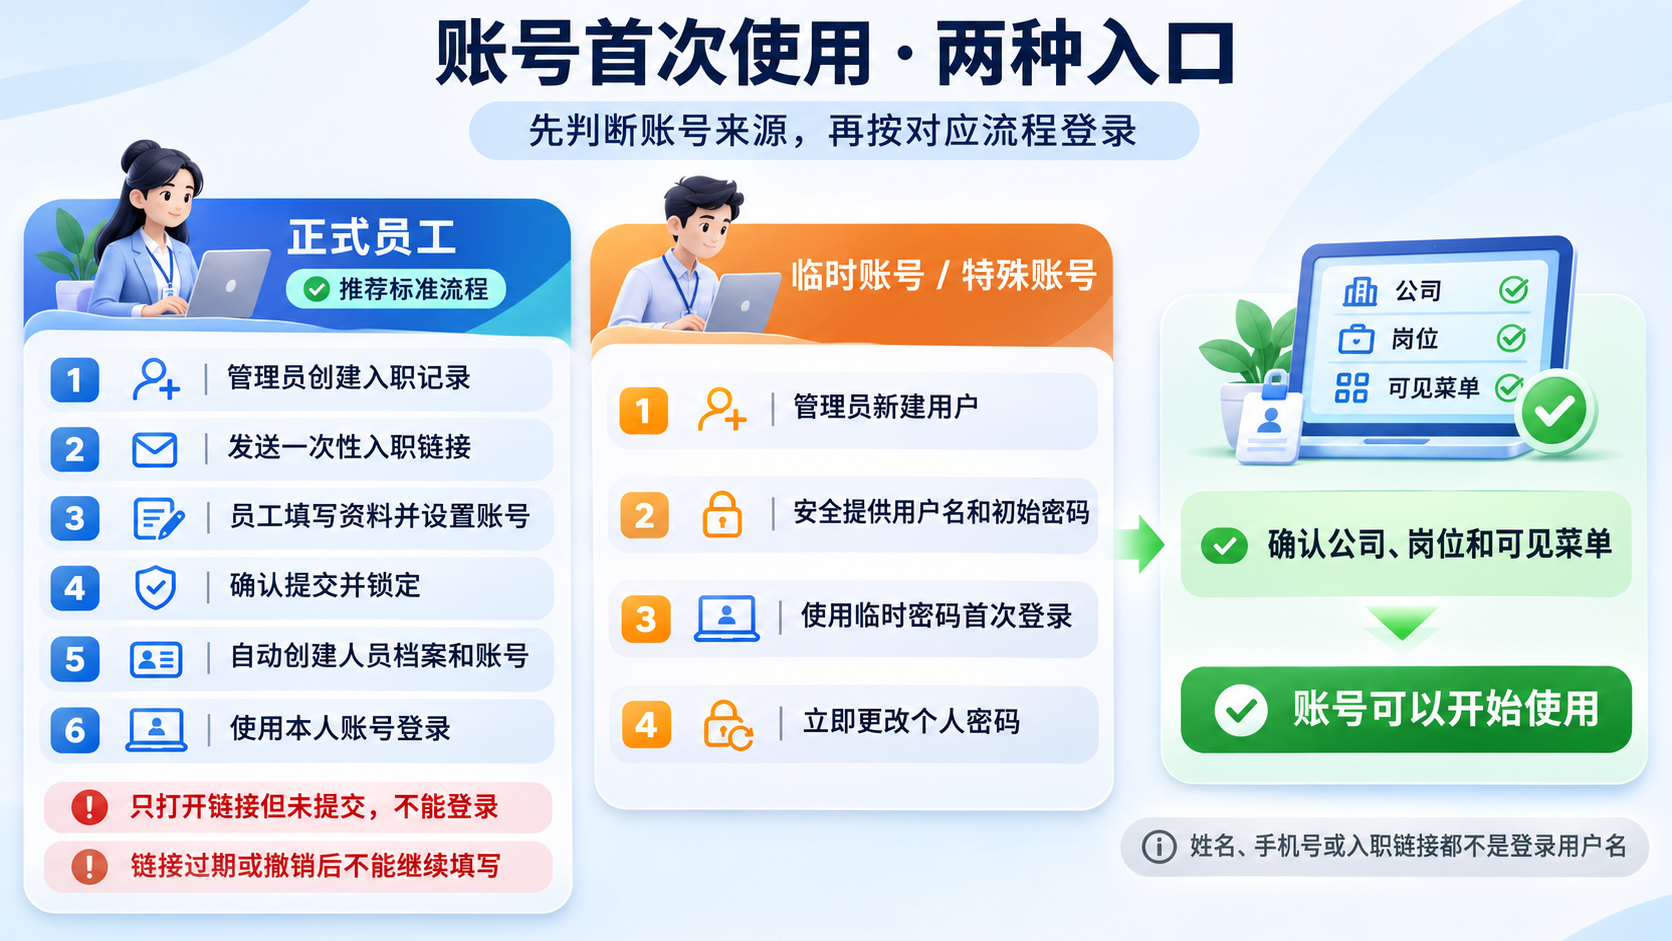 账号首次使用 · 两种入口
先判断账号来源，再按对应流程登录
正式员工
推荐标准流程
1 管理员创建入职记录
2 发送一次性入职链接
3 员工填写资料并设置账号
4 确认提交并锁定
5 自动创建人员档案和账号
6 使用本人账号登录
只打开链接但未提交，不能登录
链接过期或撤销后不能继续填写
临时账号 / 特殊账号
1 管理员新建用户
2 安全提供用户名和初始密码
3 使用临时密码首次登录
4 立即更改个人密码
公司
岗位
可见菜单
确认公司、岗位和可见菜单
账号可以开始使用
姓名、手机号或入职链接都不是登录用户名